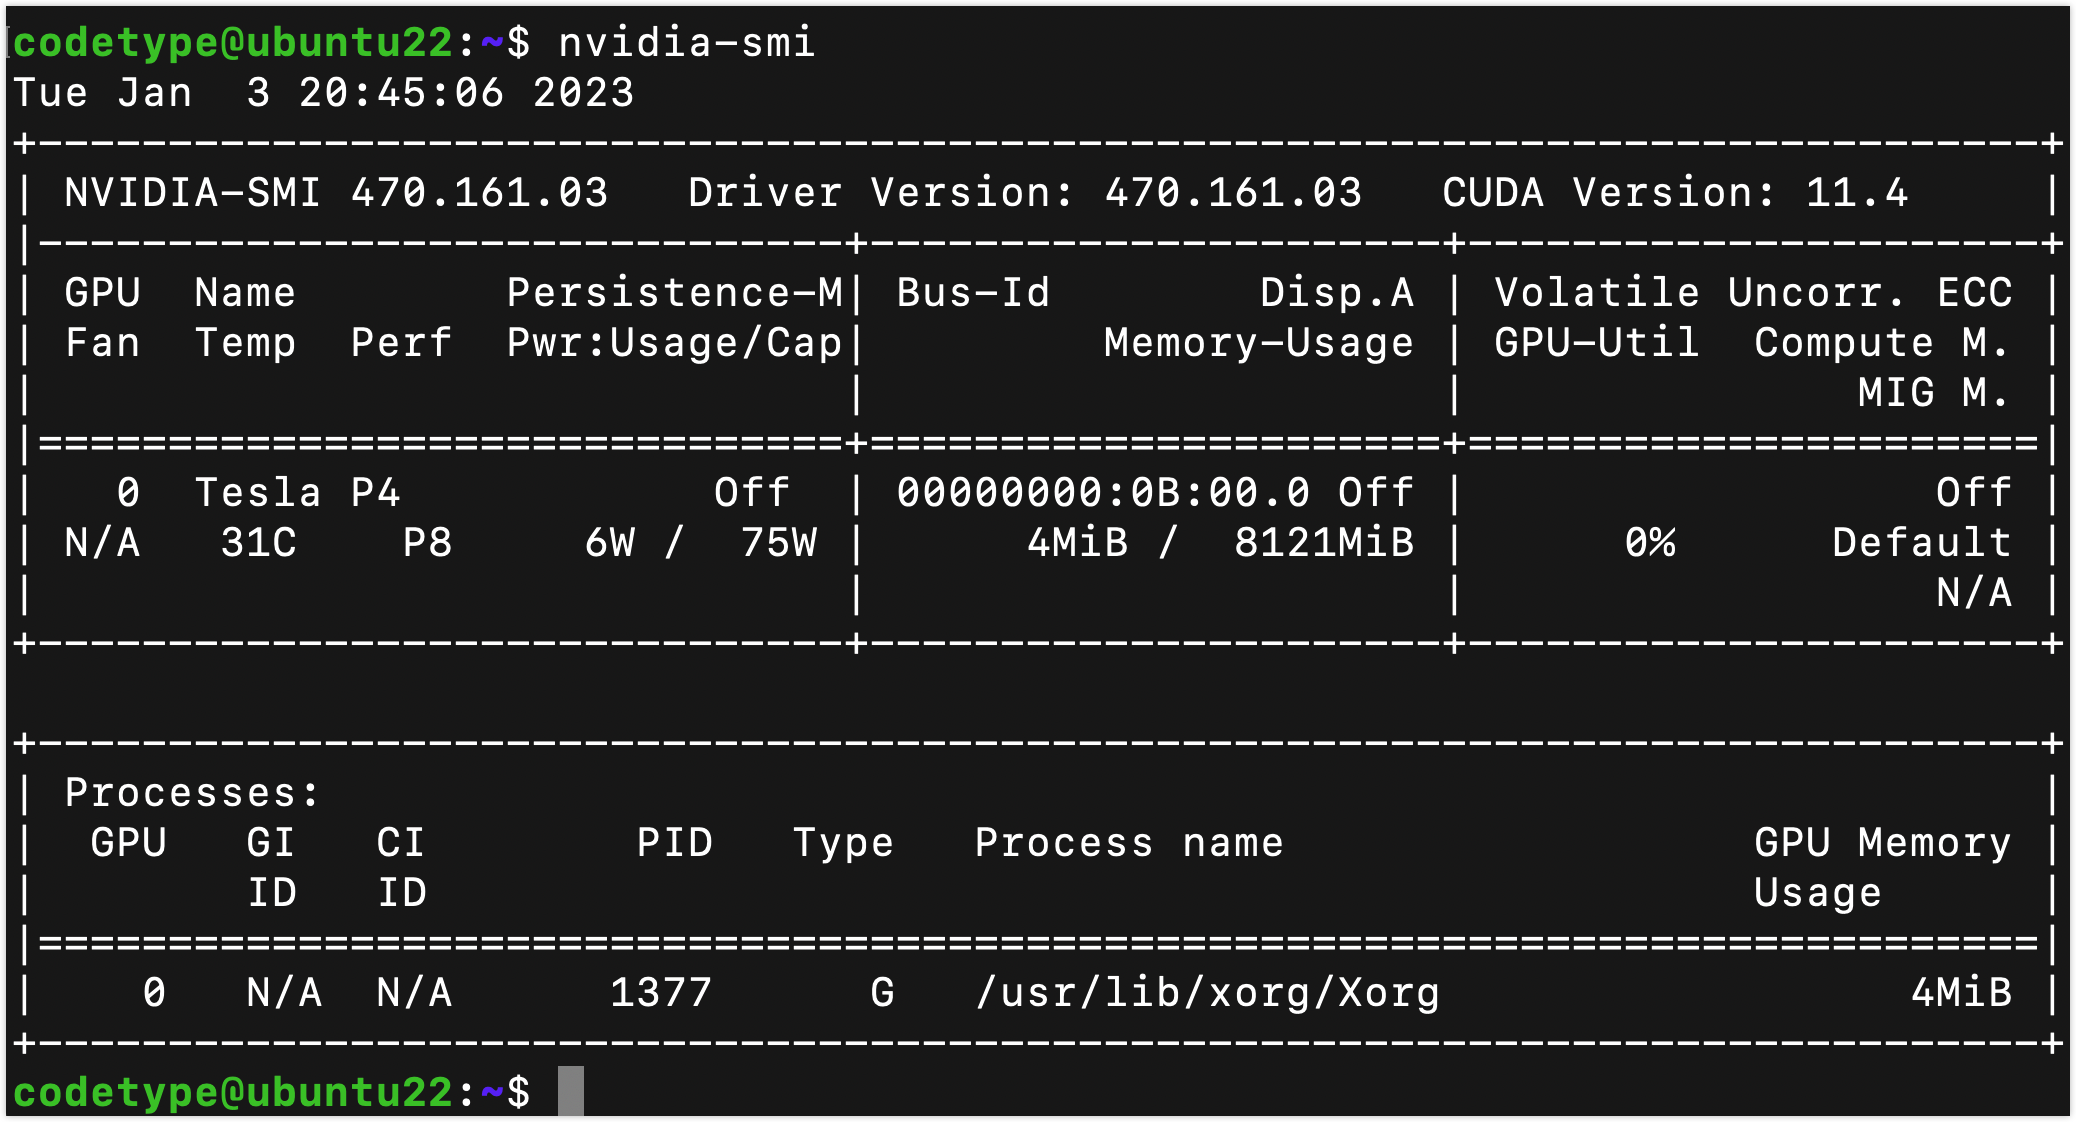 codetype@ubuntu22:~$ nvidia-smi
Tue Jan  3 20:45:06 2023
+-----------------------------------------------------------------------------+
| NVIDIA-SMI 470.161.03   Driver Version: 470.161.03   CUDA Version: 11.4     |
|-------------------------------+----------------------+----------------------+
| GPU  Name        Persistence-M| Bus-Id        Disp.A | Volatile Uncorr. ECC |
| Fan  Temp  Perf  Pwr:Usage/Cap|         Memory-Usage | GPU-Util  Compute M. |
|                               |                      |               MIG M. |
|===============================+======================+======================|
|   0  Tesla P4            Off  | 00000000:0B:00.0 Off |                  Off |
| N/A   31C    P8     6W /  75W |      4MiB /  8121MiB |      0%      Default |
|                               |                      |                  N/A |
+-------------------------------+----------------------+----------------------+

+-----------------------------------------------------------------------------+
| Processes:                                                                  |
|  GPU   GI   CI        PID   Type   Process name                  GPU Memory |
|        ID   ID                                                   Usage      |
|=============================================================================|
|    0   N/A  N/A      1377      G   /usr/lib/xorg/Xorg                  4MiB |
+-----------------------------------------------------------------------------+
codetype@ubuntu22:~$